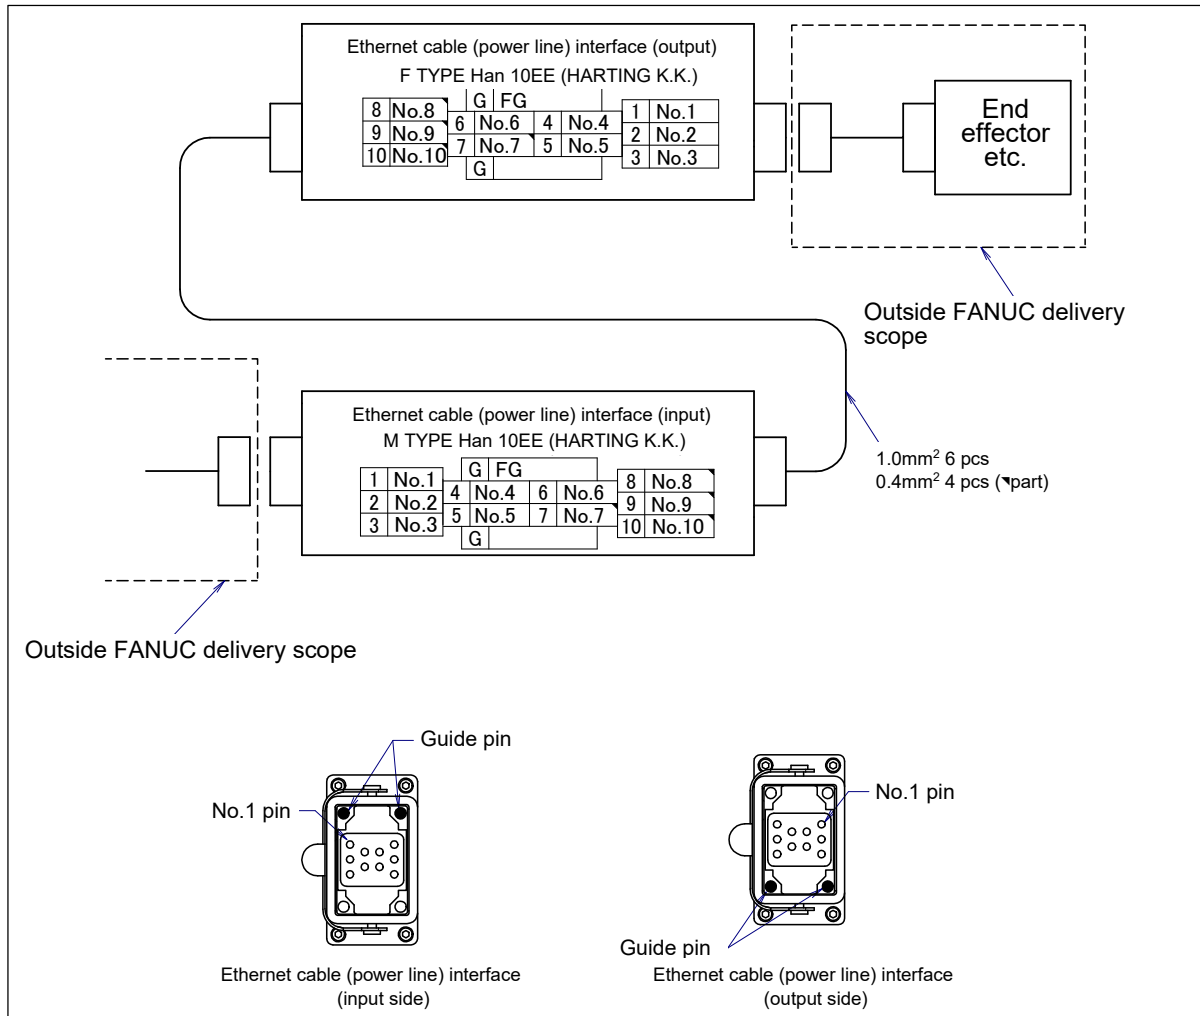 Ethernet cable (power line) interface (output)
F TYPE Han 10EE (HARTING K.K.)
G FG
8 No.8 6 No.6 4 No.4 1 No.1
9 No.9 7 No.7 5 No.5 2 No.2
10 No.10 G 3 No.3
End
effector
etc.
Outside FANUC delivery
scope
Ethernet cable (power line) interface (input)
M TYPE Han 10EE (HARTING K.K.)
G FG
1 No.1 4 No.4 6 No.6 8 No.8
2 No.2 5 No.5 7 No.7 9 No.9
3 No.3 G 10 No.10
1.0mm² 6 pcs
0.4mm² 4 pcs (◥part)
Outside FANUC delivery scope
Guide pin
No.1 pin
Ethernet cable (power line) interface
(input side)
No.1 pin
Guide pin
Ethernet cable (power line) interface
(output side)